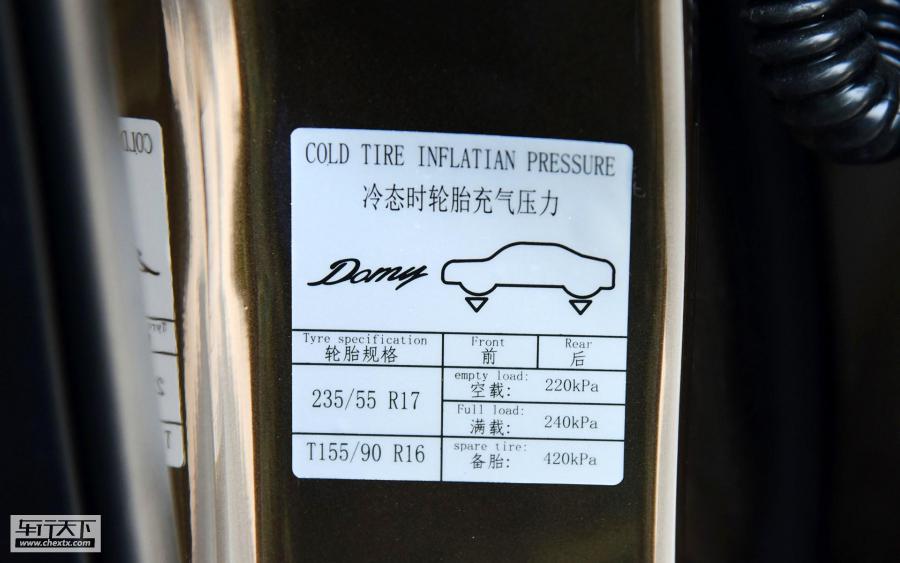 COLD TIRE INFLATIAN PRESSURE
冷态时轮胎充气压力
Domy
Tyre specification
轮胎规格
Front
前
Rear
后
235/55 R17
empty load:
空载: 220kPa
Full load:
满载: 240kPa
T155/90 R16
spare tire:
备胎: 420kPa
车行天下
www.chextx.com